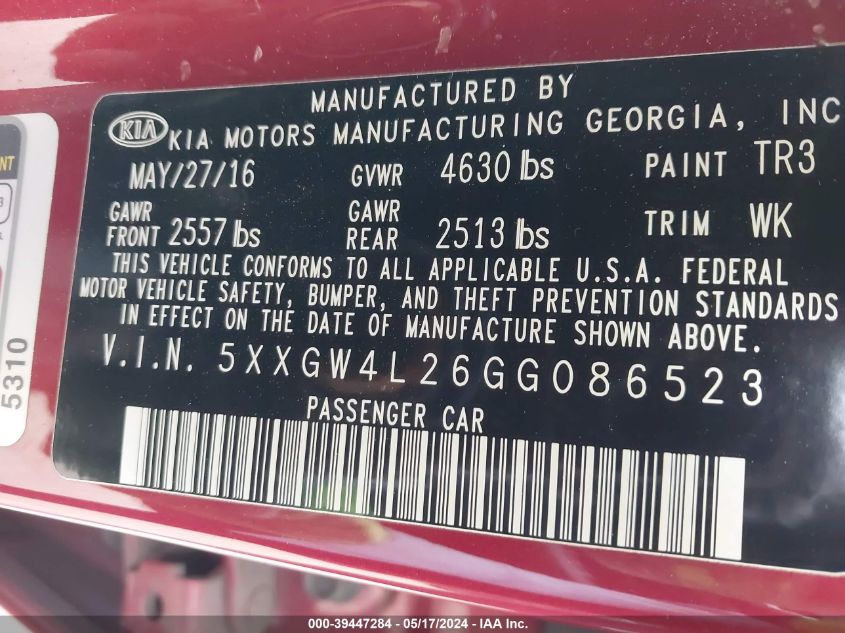 MANUFACTURED BY
KIA KIA MOTORS MANUFACTURING GEORGIA, INC
MAY/27/16 GVWR 4630 lbs PAINT TR3
GAWR FRONT 2557 lbs GAWR REAR 2513 lbs TRIM WK
THIS VEHICLE CONFORMS TO ALL APPLICABLE U.S.A. FEDERAL
MOTOR VEHICLE SAFETY, BUMPER, AND THEFT PREVENTION STANDARDS
IN EFFECT ON THE DATE OF MANUFACTURE SHOWN ABOVE.
V.I.N. 5XXGW4L26GG086523
PASSENGER CAR
5310
000-39447284 - 05/17/2024 - IAA Inc.